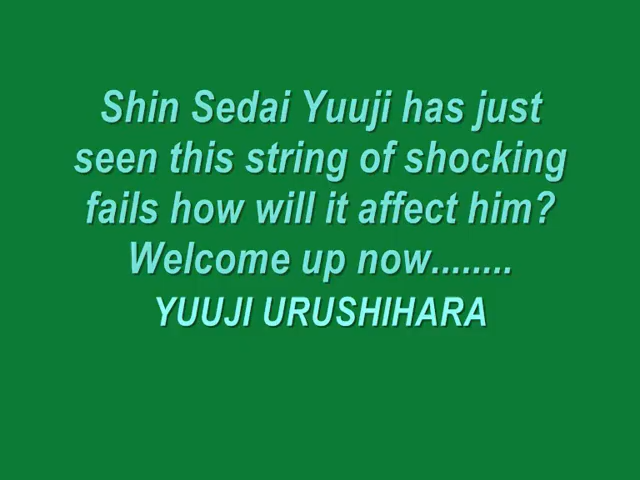 Shin Sedai Yuuji has just
seen this string of shocking
fails how will it affect him?
Welcome up now........
YUUJI URUSHIHARA